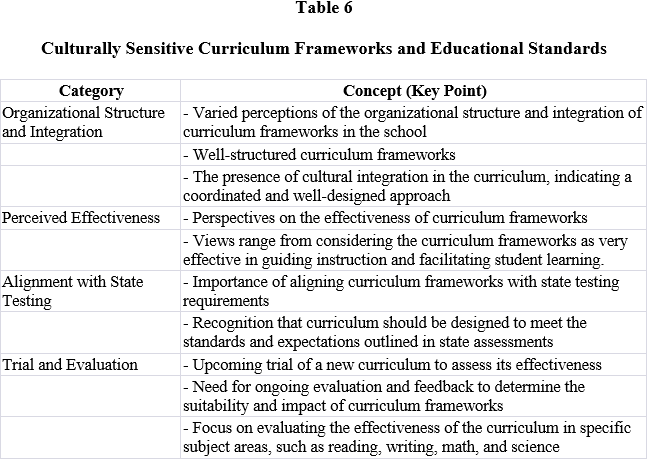 Table 6
Culturally Sensitive Curriculum Frameworks and Educational Standards
Category
Concept (Key Point)
Organizational Structure
and Integration
- Varied perceptions of the organizational structure and integration of
curriculum frameworks in the school
- Well-structured curriculum frameworks
- The presence of cultural integration in the curriculum, indicating a
coordinated and well-designed approach
Perceived Effectiveness
- Perspectives on the effectiveness of curriculum frameworks
- Views range from considering the curriculum frameworks as very
effective in guiding instruction and facilitating student learning.
Alignment with State
Testing
- Importance of aligning curriculum frameworks with state testing
requirements
- Recognition that curriculum should be designed to meet the
standards and expectations outlined in state assessments
Trial and Evaluation
- Upcoming trial of a new curriculum to assess its effectiveness
- Need for ongoing evaluation and feedback to determine the
suitability and impact of curriculum frameworks
- Focus on evaluating the effectiveness of the curriculum in specific
subject areas, such as reading, writing, math, and science